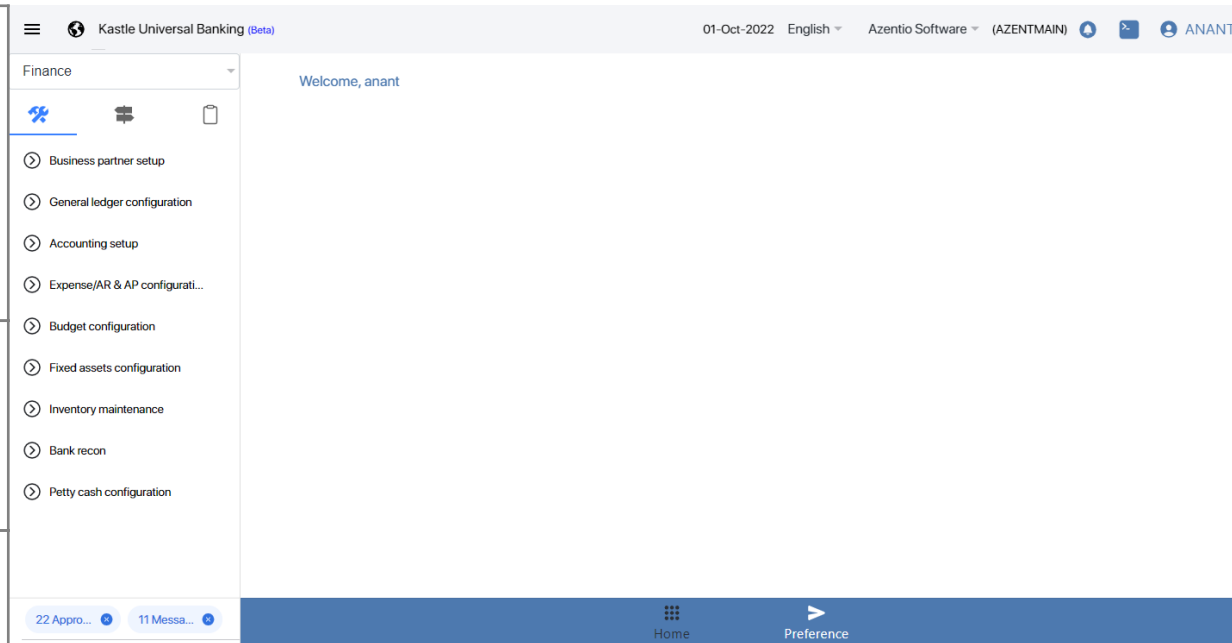 Kastle Universal Banking (Beta)
01-Oct-2022 English Azentio Software (AZENTMAIN) ANANT
Finance
Welcome, anant
Business partner setup
General ledger configuration
Accounting setup
Expense/AR & AP configurati...
Budget configuration
Fixed assets configuration
Inventory maintenance
Bank recon
Petty cash configuration
22 Appro... 11 Messa...
Home Preference